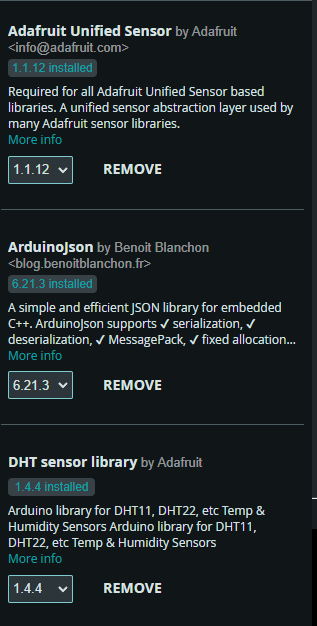 Adafruit Unified Sensor by Adafruit
<info@adafruit.com>
1.1.12 installed
Required for all Adafruit Unified Sensor based
libraries. A unified sensor abstraction layer used by
many Adafruit sensor libraries.
More info
1.1.12 REMOVE
ArduinoJson by Benoit Blanchon
<blog.benoitblanchon.fr>
6.21.3 installed
A simple and efficient JSON library for embedded
C++. ArduinoJson supports ✔ serialization, ✔
deserialization, ✔ MessagePack, ✔ fixed allocation...
More info
6.21.3 REMOVE
DHT sensor library by Adafruit
1.4.4 installed
Arduino library for DHT11, DHT22, etc Temp &
Humidity Sensors Arduino library for DHT11,
DHT22, etc Temp & Humidity Sensors
More info
1.4.4 REMOVE